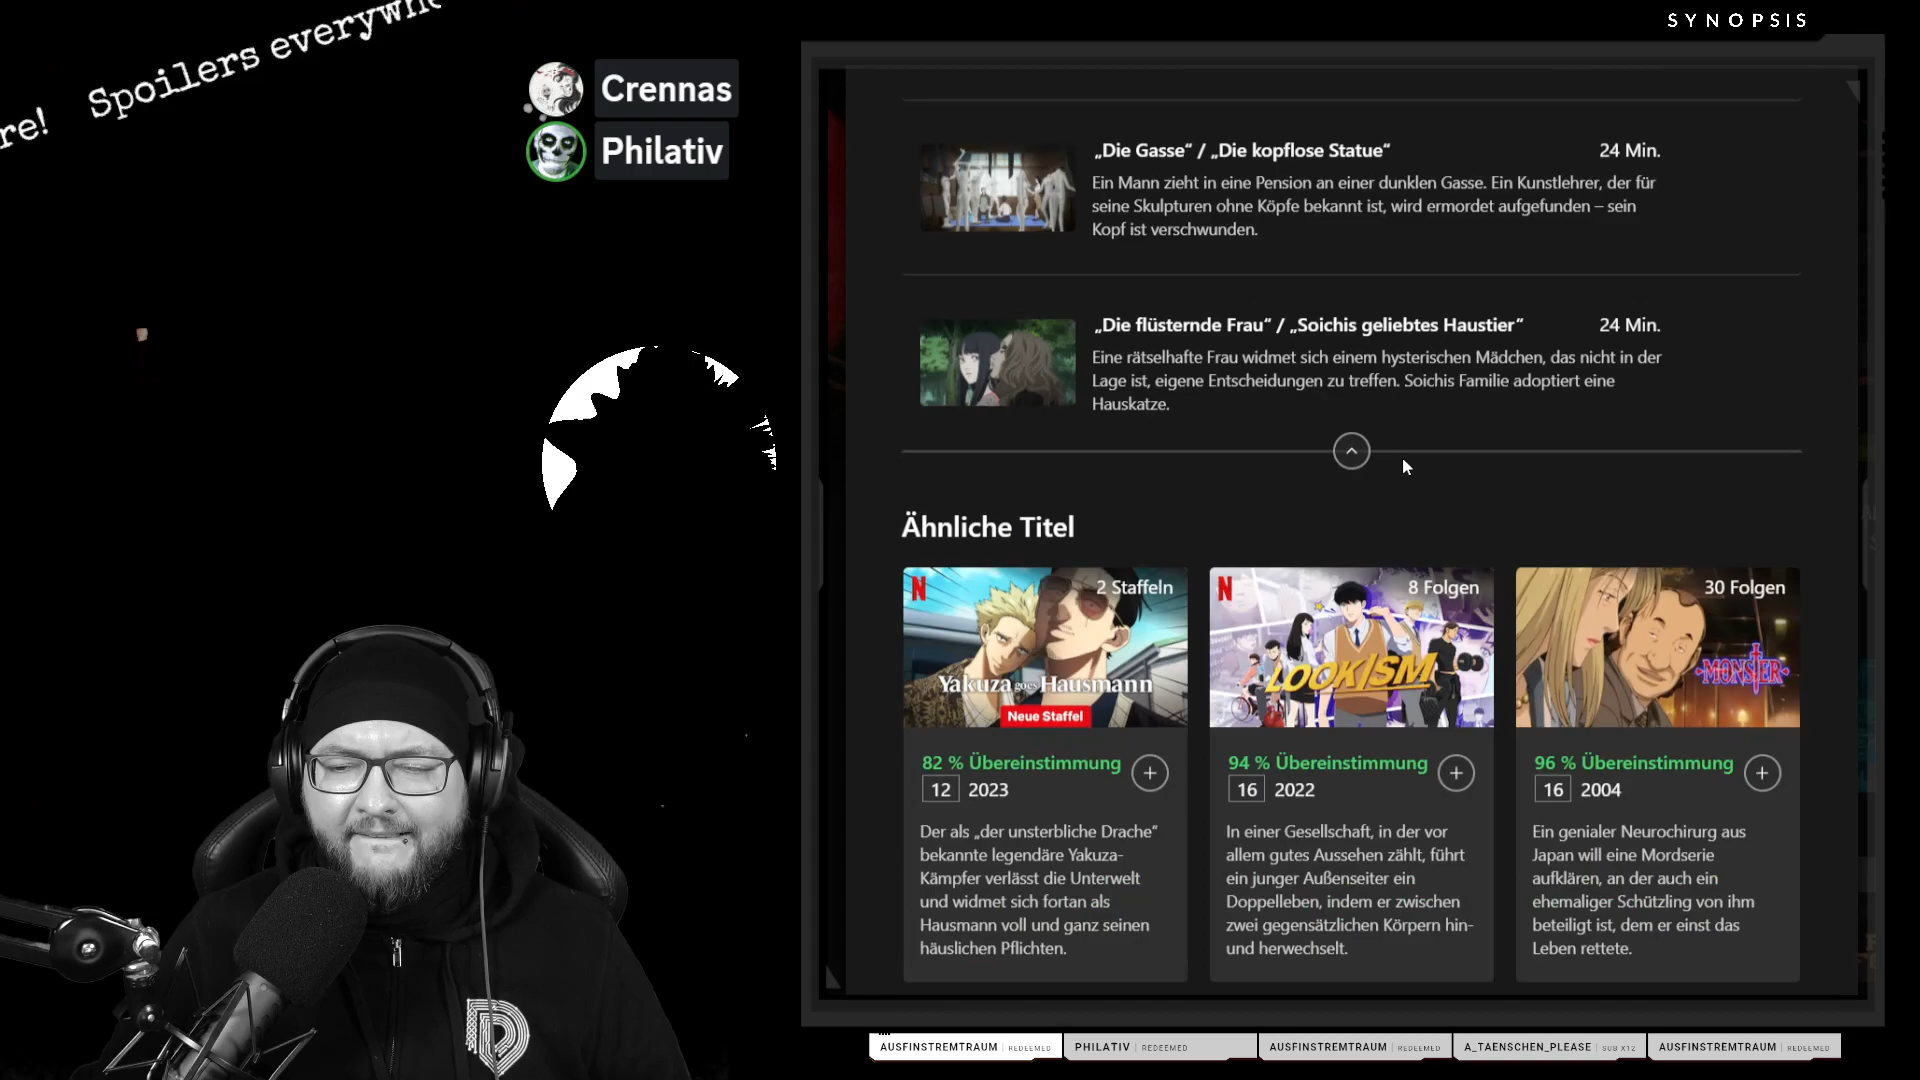 SYNOPSIS
re! Spoilers everywh
Crennas
Philativ
„Die Gasse“ / „Die kopflose Statue“ 24 Min.
Ein Mann zieht in eine Pension an einer dunklen Gasse. Ein Kunstlehrer, der für
seine Skulpturen ohne Köpfe bekannt ist, wird ermordet aufgefunden – sein
Kopf ist verschwunden.
„Die flüsternde Frau“ / „Soichis geliebtes Haustier“ 24 Min.
Eine rätselhafte Frau widmet sich einem hysterischen Mädchen, das nicht in der
Lage ist, eigene Entscheidungen zu treffen. Soichis Familie adoptiert eine
Hauskatze.
Ähnliche Titel
N 2 Staffeln
Yakuza goes Hausmann
Neue Staffel
82 % Übereinstimmung
12 2023
Der als „der unsterbliche Drache“
bekannte legendäre Yakuza-
Kämpfer verlässt die Unterwelt
und widmet sich fortan als
Hausmann voll und ganz seinen
häuslichen Pflichten.
N 8 Folgen
LOOKISM
94 % Übereinstimmung
16 2022
In einer Gesellschaft, in der vor
allem gutes Aussehen zählt, führt
ein junger Außenseiter ein
Doppelleben, indem er zwischen
zwei gegensätzlichen Körpern hin-
und herwechselt.
30 Folgen
MONSTER
96 % Übereinstimmung
16 2004
Ein genialer Neurochirurg aus
Japan will eine Mordserie
aufklären, an der auch ein
ehemaliger Schützling von ihm
beteiligt ist, dem er einst das
Leben rettete.
AUSFINSTREMTRAUM | REDEEMED
PHILATIV | REDEEMED
AUSFINSTREMTRAUM | REDEEMED
A_TAENSCHEN_PLEASE | SUB X12
AUSFINSTREMTRAUM | REDEEMED